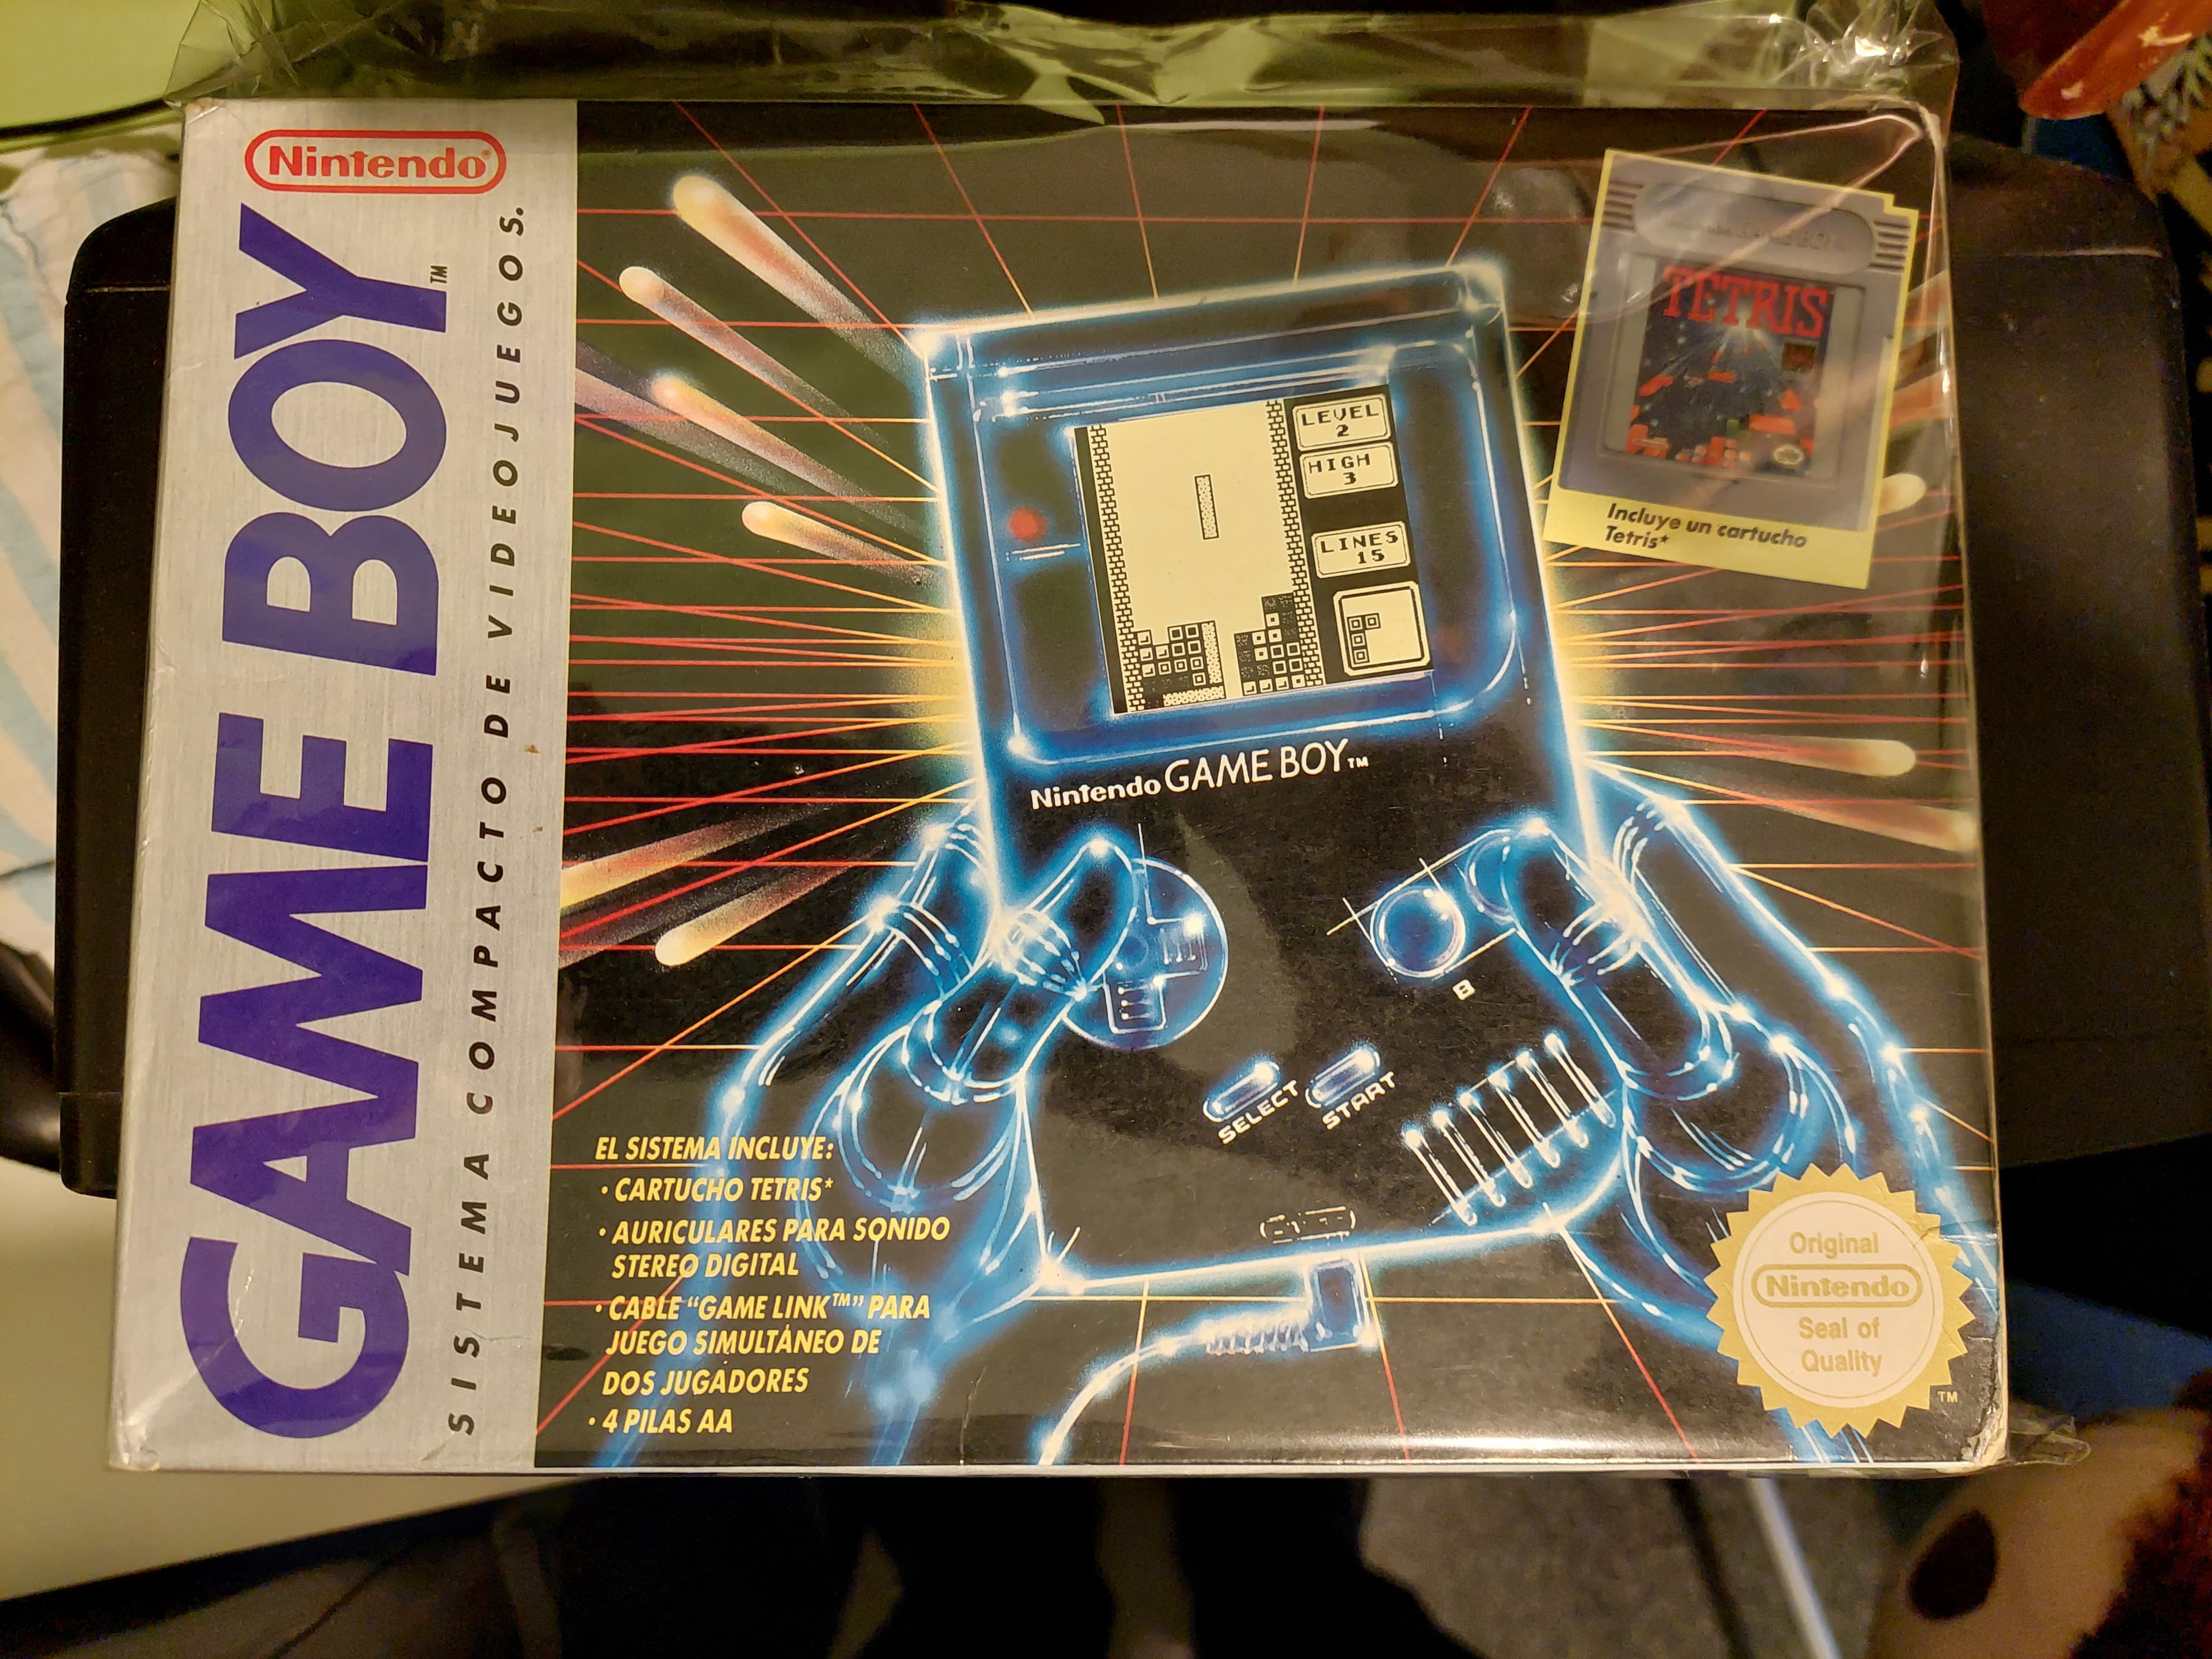 Nintendo®
GAME BOY™
SISTEMA COMPACTO DE VIDEOJUEGOS.
TETRIS
Incluye un cartucho
Tetris*
LEVEL
2
HIGH
3
LINES
15
Nintendo GAME BOY™
B
SELECT
START
EL SISTEMA INCLUYE:
· CARTUCHO TETRIS*
· AURICULARES PARA SONIDO
STEREO DIGITAL
· CABLE “GAME LINK™” PARA
JUEGO SIMULTÁNEO DE
DOS JUGADORES
· 4 PILAS AA
Original
Nintendo
Seal of
Quality
TM